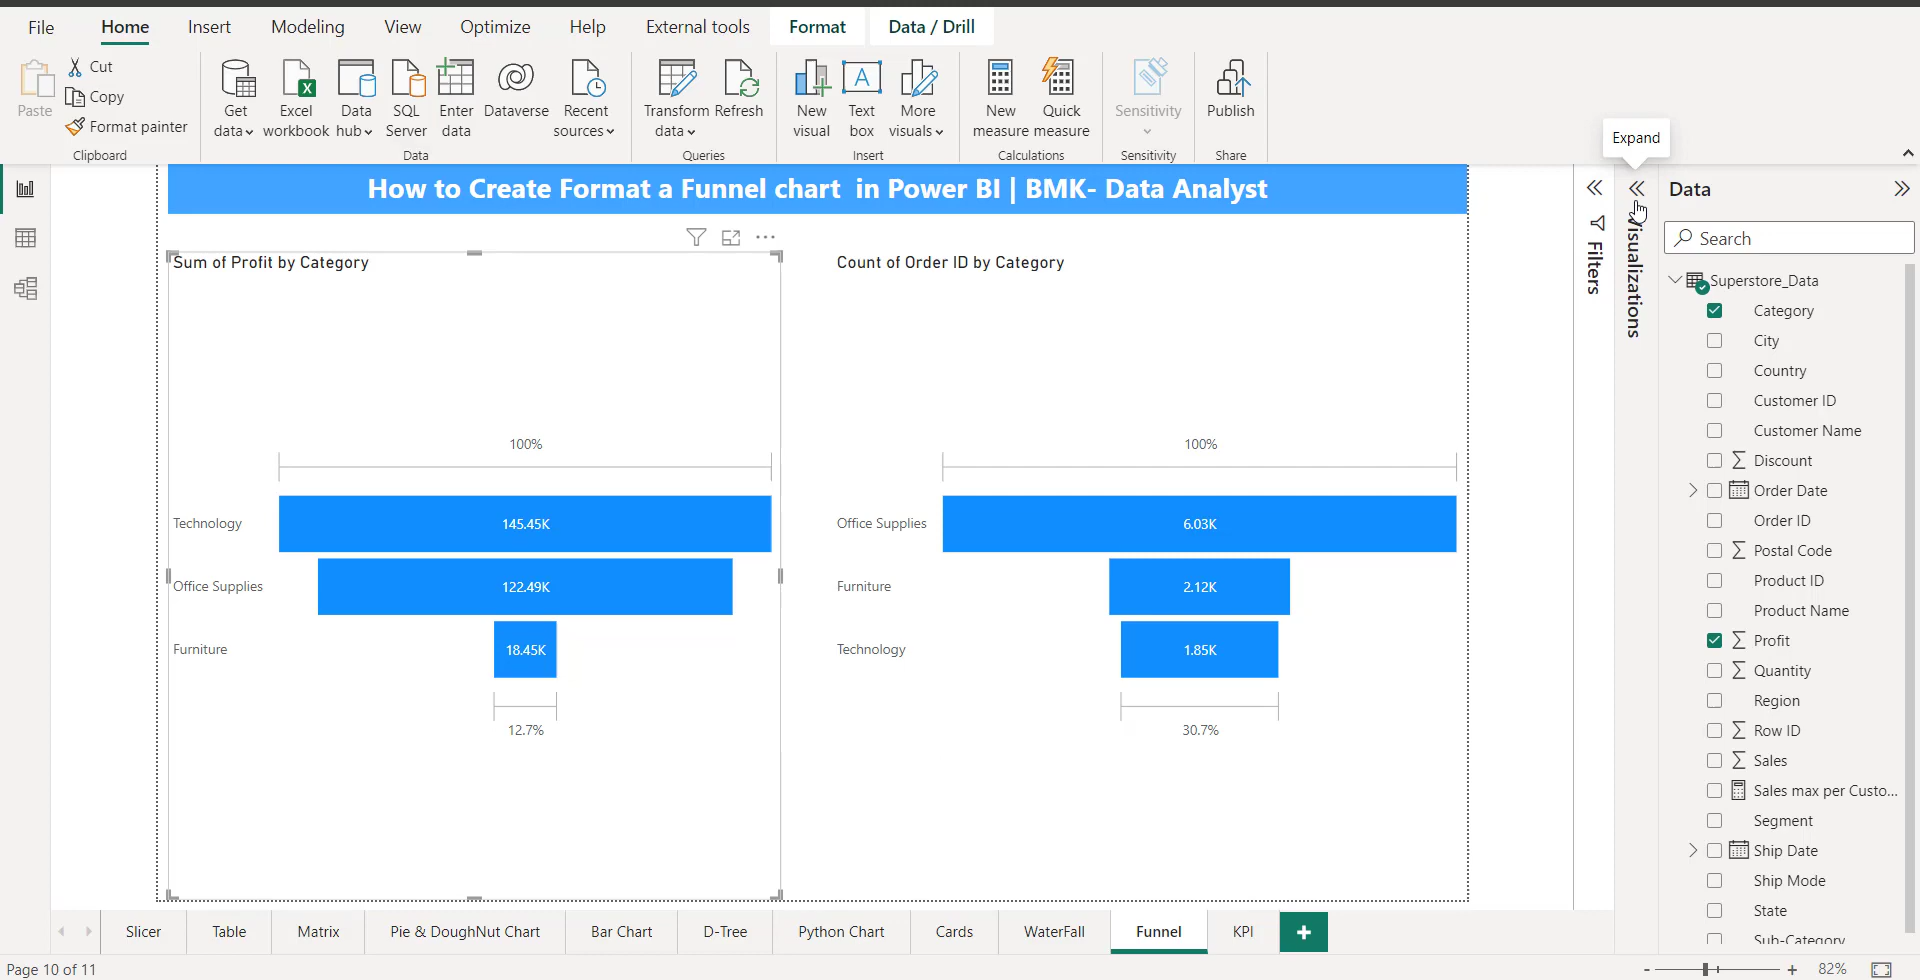 File Home Insert Modeling View Optimize Help External tools Format Data / Drill
Paste
Cut
Copy
Format painter
Clipboard
Get data
Excel workbook
Data hub
SQL Server
Enter data
Dataverse
Recent sources
Data
Transform data
Refresh
Queries
New visual
Text box
More visuals
Insert
New measure
Quick measure
Calculations
Sensitivity
Sensitivity
Publish
Share
Expand
How to Create Format a Funnel chart in Power BI | BMK- Data Analyst
Sum of Profit by Category
100%
Technology 145.45K
Office Supplies 122.49K
Furniture 18.45K
12.7%
Count of Order ID by Category
100%
Office Supplies 6.03K
Furniture 2.12K
Technology 1.85K
30.7%
Filters
Visualizations
Data
Search
Superstore_Data
Category
City
Country
Customer ID
Customer Name
Discount
Order Date
Order ID
Postal Code
Product ID
Product Name
Profit
Quantity
Region
Row ID
Sales
Sales max per Custo...
Segment
Ship Date
Ship Mode
State
Sub-Category
Slicer Table Matrix Pie & DoughNut Chart Bar Chart D-Tree Python Chart Cards WaterFall Funnel KPI +
Page 10 of 11
- + 82%